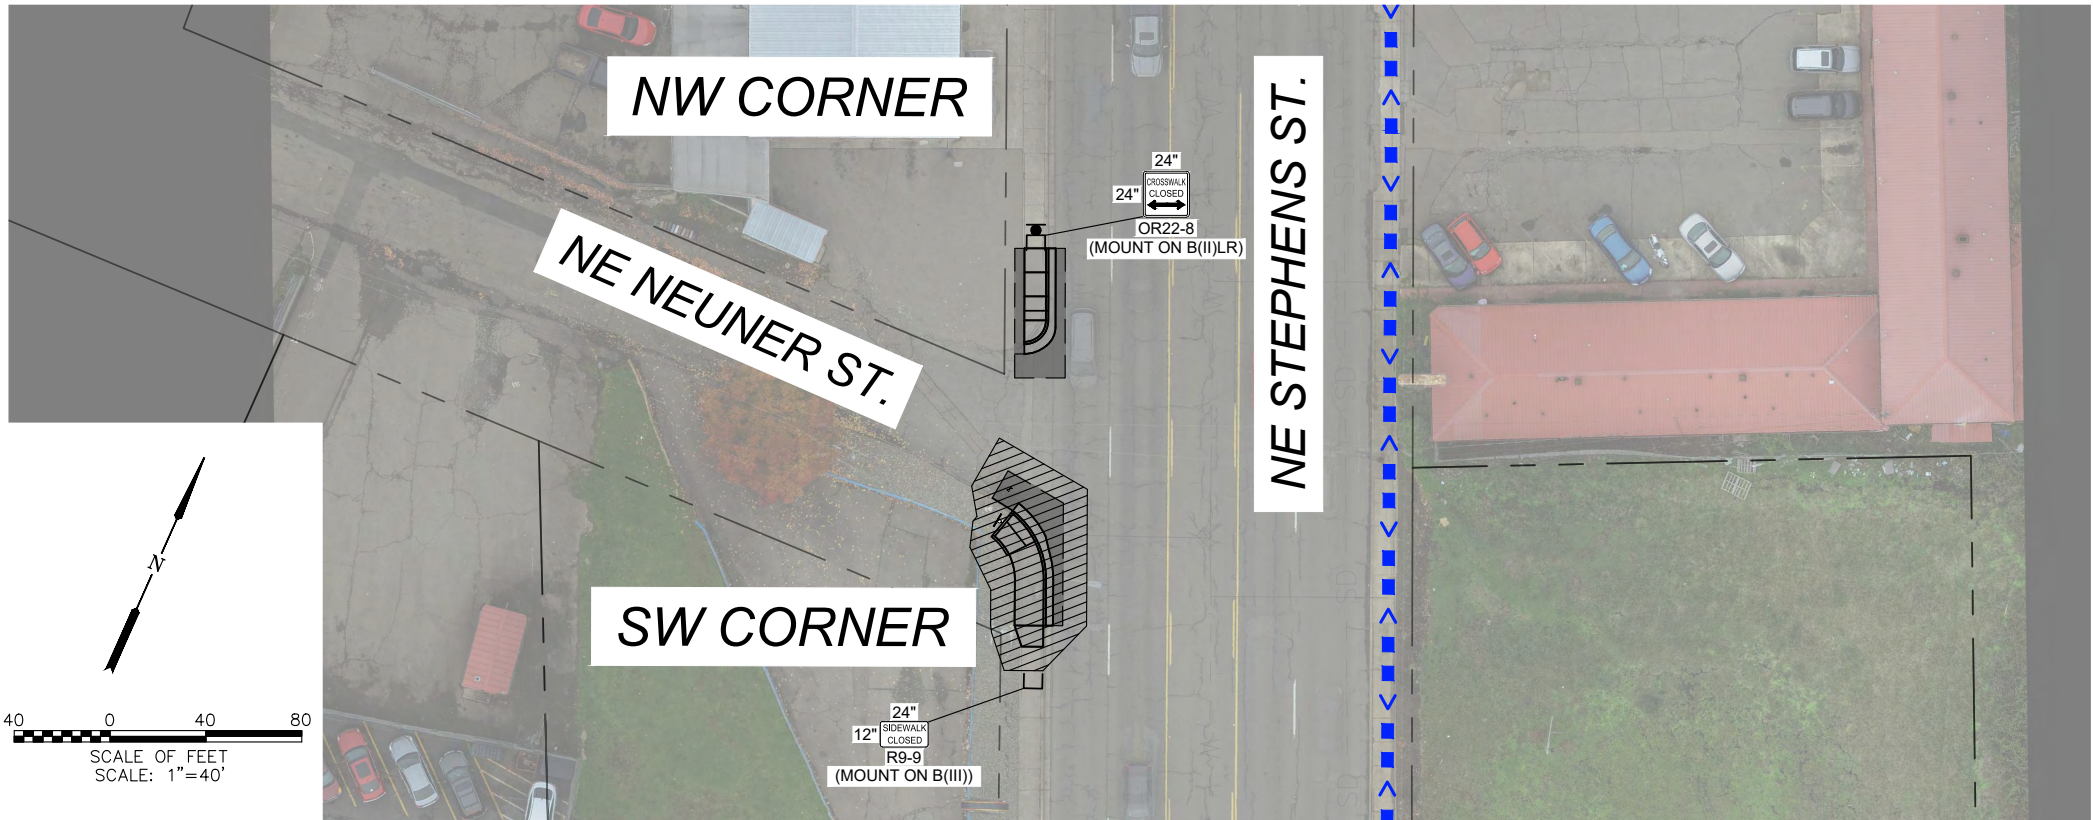 NW CORNER
NE NEUNER ST.
NE STEPHENS ST.
24"
24"
CROSSWALK
CLOSED
OR22-8
(MOUNT ON B(II)LR)
SW CORNER
24"
12"
SIDEWALK
CLOSED
R9-9
(MOUNT ON B(III))
N
40 0 40 80
SCALE OF FEET
SCALE: 1"=40'
SD
SD